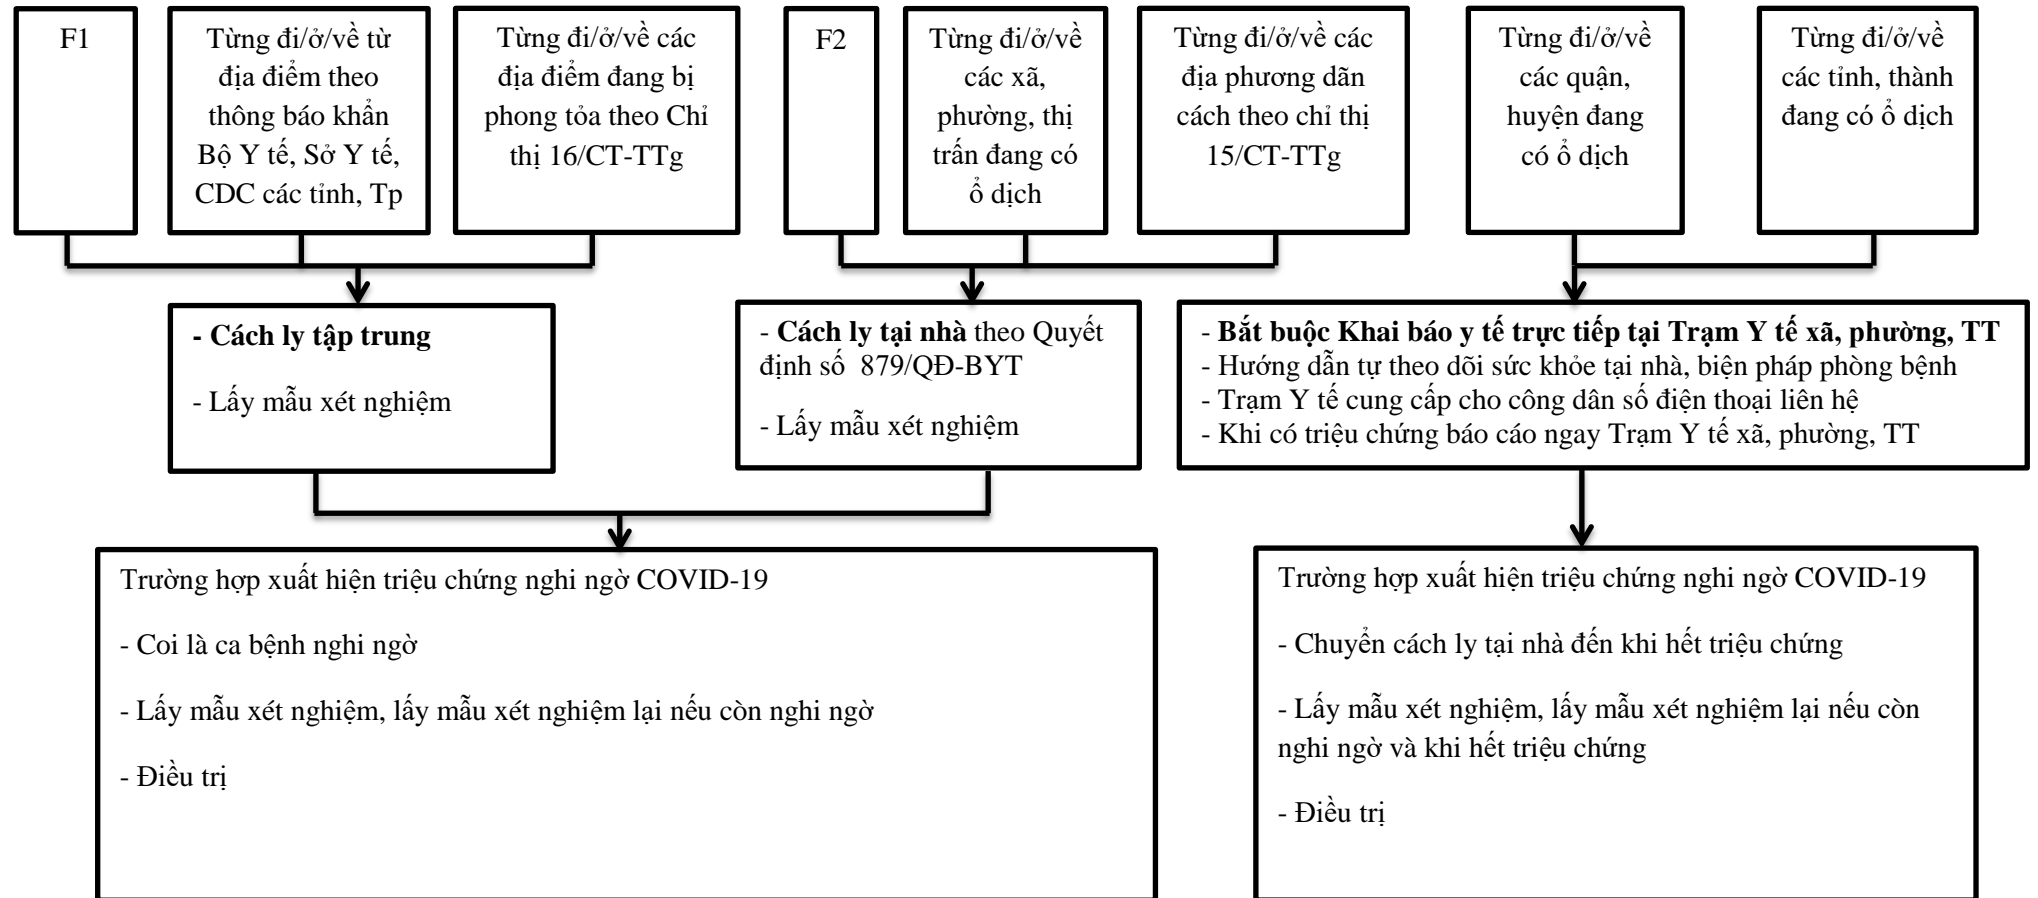 F1
Từng đi/ở/về từ
địa điểm theo
thông báo khẩn
Bộ Y tế, Sở Y tế,
CDC các tỉnh, Tp
Từng đi/ở/về các
địa điểm đang bị
phong tỏa theo Chỉ
thị 16/CT-TTg
F2
Từng đi/ở/về
các xã,
phường, thị
trấn đang có
ổ dịch
Từng đi/ở/về các
địa phương dãn
cách theo chỉ thị
15/CT-TTg
Từng đi/ở/về
các quận,
huyện đang
có ổ dịch
Từng đi/ở/về
các tỉnh, thành
đang có ổ dịch
- Cách ly tập trung
- Lấy mẫu xét nghiệm
- Cách ly tại nhà theo Quyết
định số 879/QĐ-BYT
- Lấy mẫu xét nghiệm
- Bắt buộc Khai báo y tế trực tiếp tại Trạm Y tế xã, phường, TT
- Hướng dẫn tự theo dõi sức khỏe tại nhà, biện pháp phòng bệnh
- Trạm Y tế cung cấp cho công dân số điện thoại liên hệ
- Khi có triệu chứng báo cáo ngay Trạm Y tế xã, phường, TT
Trường hợp xuất hiện triệu chứng nghi ngờ COVID-19
- Coi là ca bệnh nghi ngờ
- Lấy mẫu xét nghiệm, lấy mẫu xét nghiệm lại nếu còn nghi ngờ
- Điều trị
Trường hợp xuất hiện triệu chứng nghi ngờ COVID-19
- Chuyển cách ly tại nhà đến khi hết triệu chứng
- Lấy mẫu xét nghiệm, lấy mẫu xét nghiệm lại nếu còn
nghi ngờ và khi hết triệu chứng
- Điều trị